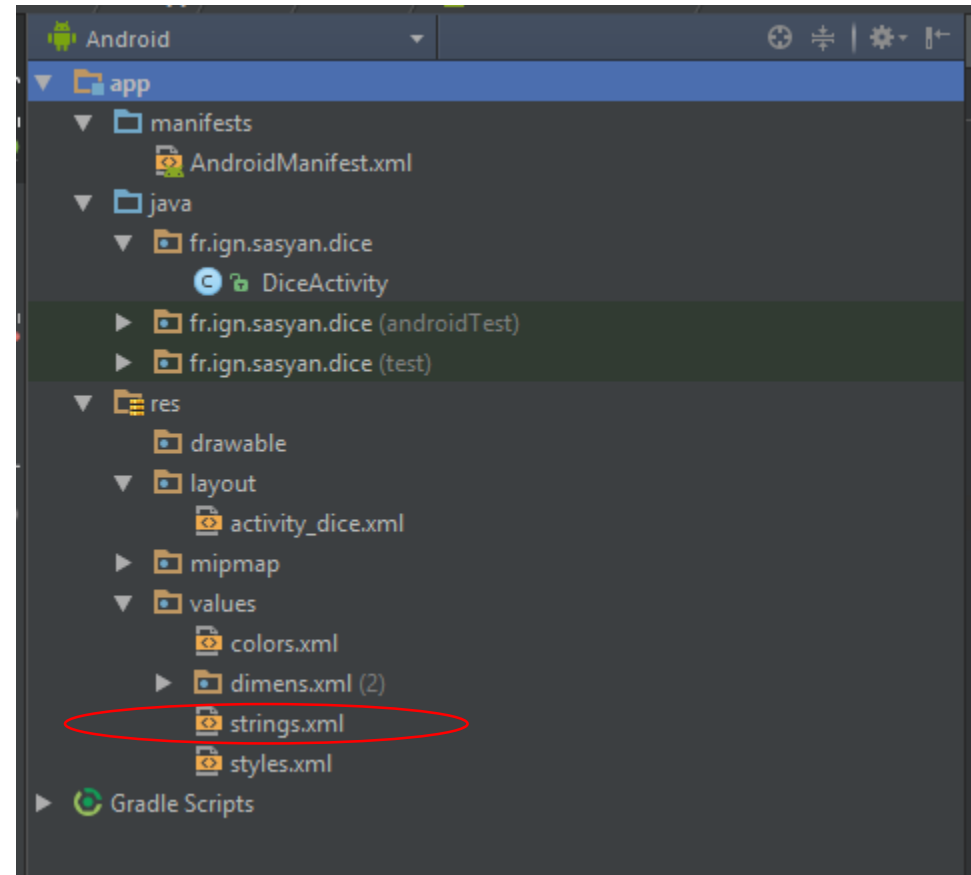 Android
app
manifests
AndroidManifest.xml
java
fr.ign.sasyan.dice
C DiceActivity
fr.ign.sasyan.dice (androidTest)
fr.ign.sasyan.dice (test)
res
drawable
layout
activity_dice.xml
mipmap
values
colors.xml
dimens.xml (2)
strings.xml
styles.xml
Gradle Scripts